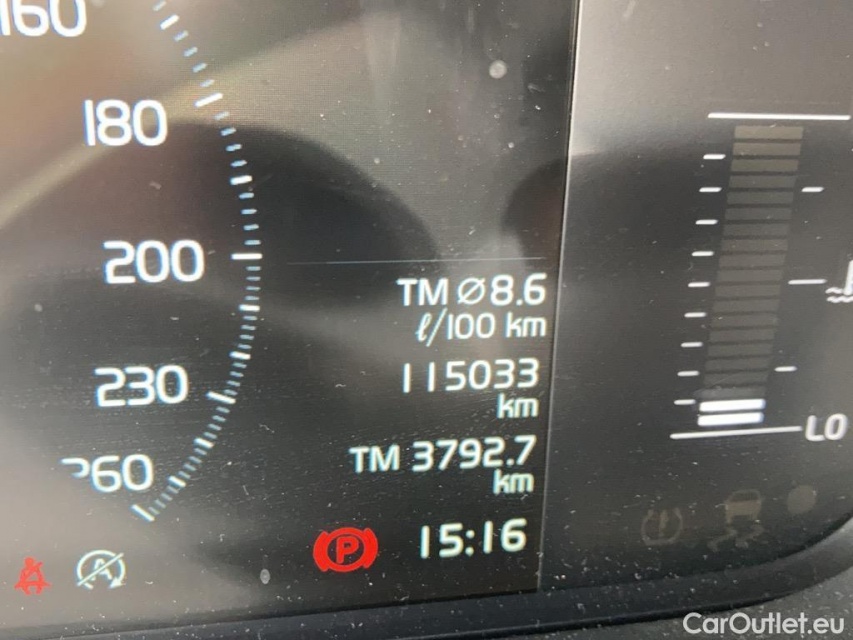 160
180
200
230
260
TM ∅ 8.6
ℓ/100 km
115033
km
TM 3792.7
km
P
15:16
A
LO
CarOutlet.eu